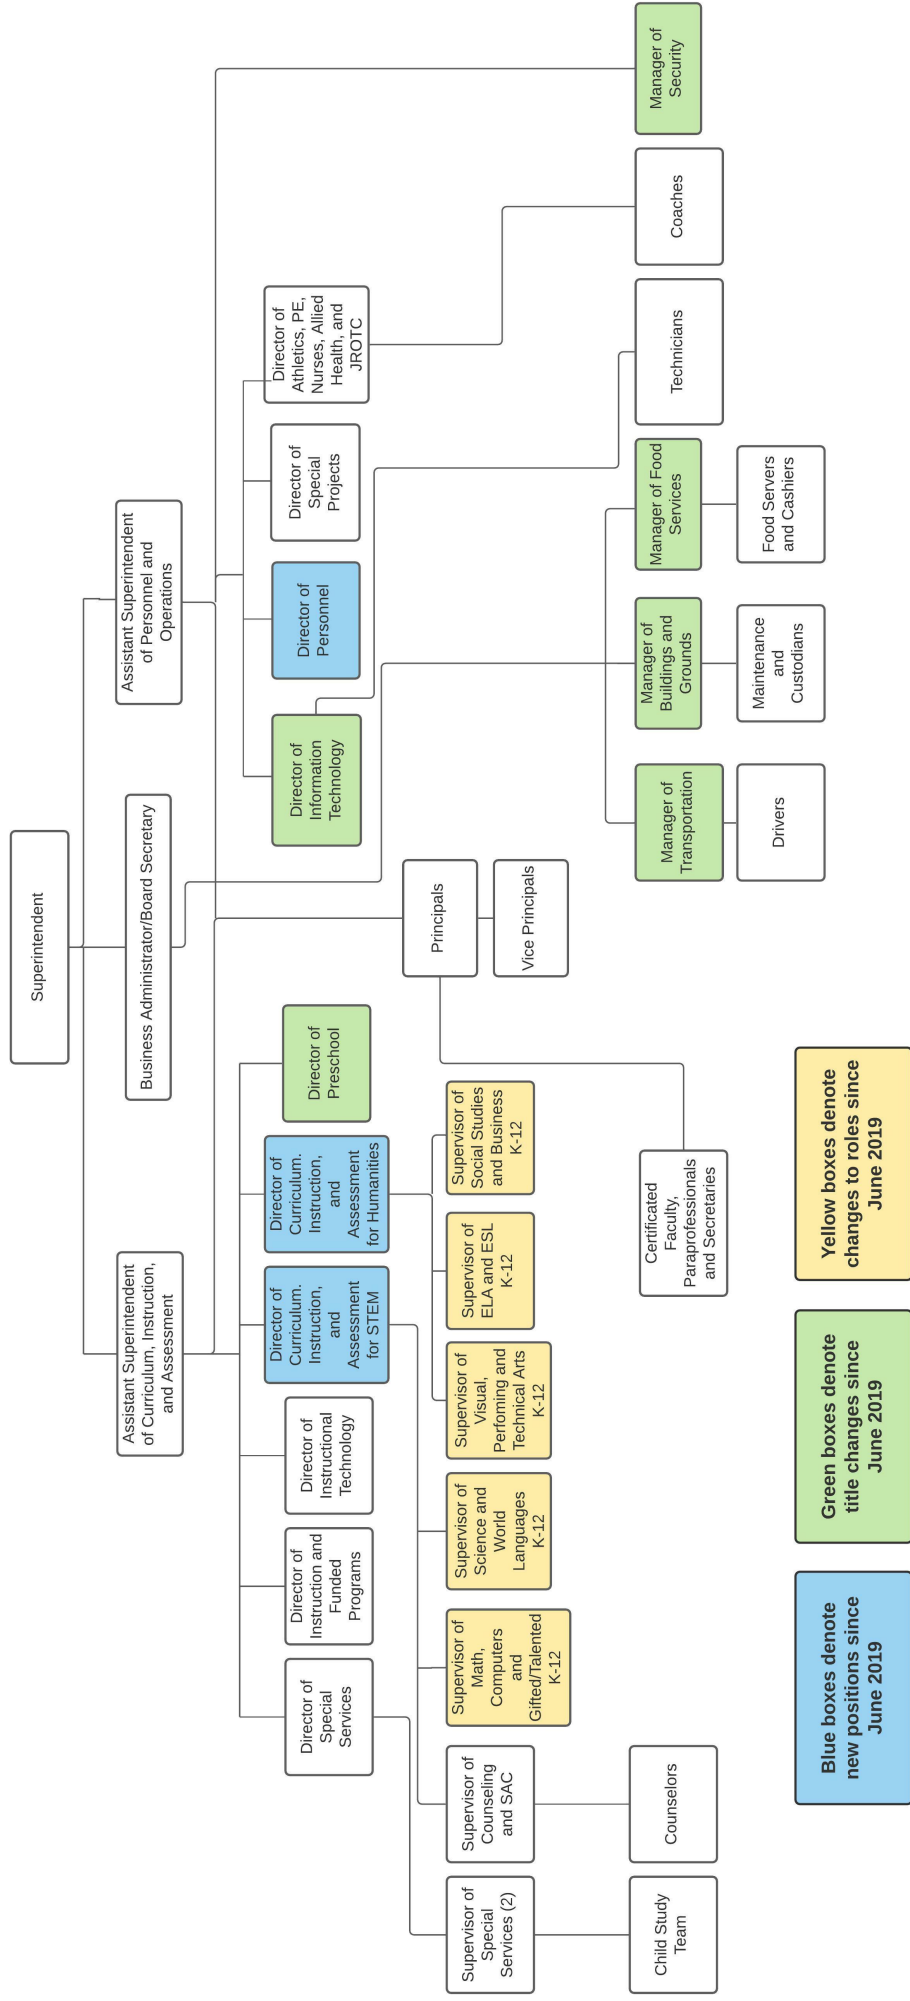 Superintendent
Assistant Superintendent
of Curriculum, Instruction,
and Assessment
Business Administrator/Board Secretary
Assistant Superintendent
of Personnel and
Operations
Director of
Special
Services
Director of
Instruction and
Funded
Programs
Director of
Instructional
Technology
Director of
Curriculum.
Instruction,
and
Assessment
for STEM
Director of
Curriculum.
Instruction,
and
Assessment
for Humanities
Director of
Preschool
Director of
Information
Technology
Director of
Personnel
Director of
Special
Projects
Director of
Athletics, PE,
Nurses, Allied
Health, and
JROTC
Supervisor of
Special
Services (2)
Supervisor of
Counseling
and SAC
Supervisor of
Math,
Computers
and
Gifted/Talented
K-12
Supervisor of
Science and
World
Languages
K-12
Supervisor of
Visual,
Perfoming and
Technical Arts
K-12
Supervisor of
ELA and ESL
K-12
Supervisor of
Social Studies
and Business
K-12
Principals
Vice Principals
Child Study
Team
Counselors
Certificated
Faculty,
Paraprofessionals
and Secretaries
Manager of
Transportation
Manager of
Buildings and
Grounds
Manager of Food
Services
Technicians
Coaches
Manager of
Security
Drivers
Maintenance
and
Custodians
Food Servers
and Cashiers
Blue boxes denote
new positions since
June 2019
Green boxes denote
title changes since
June 2019
Yellow boxes denote
changes to roles since
June 2019